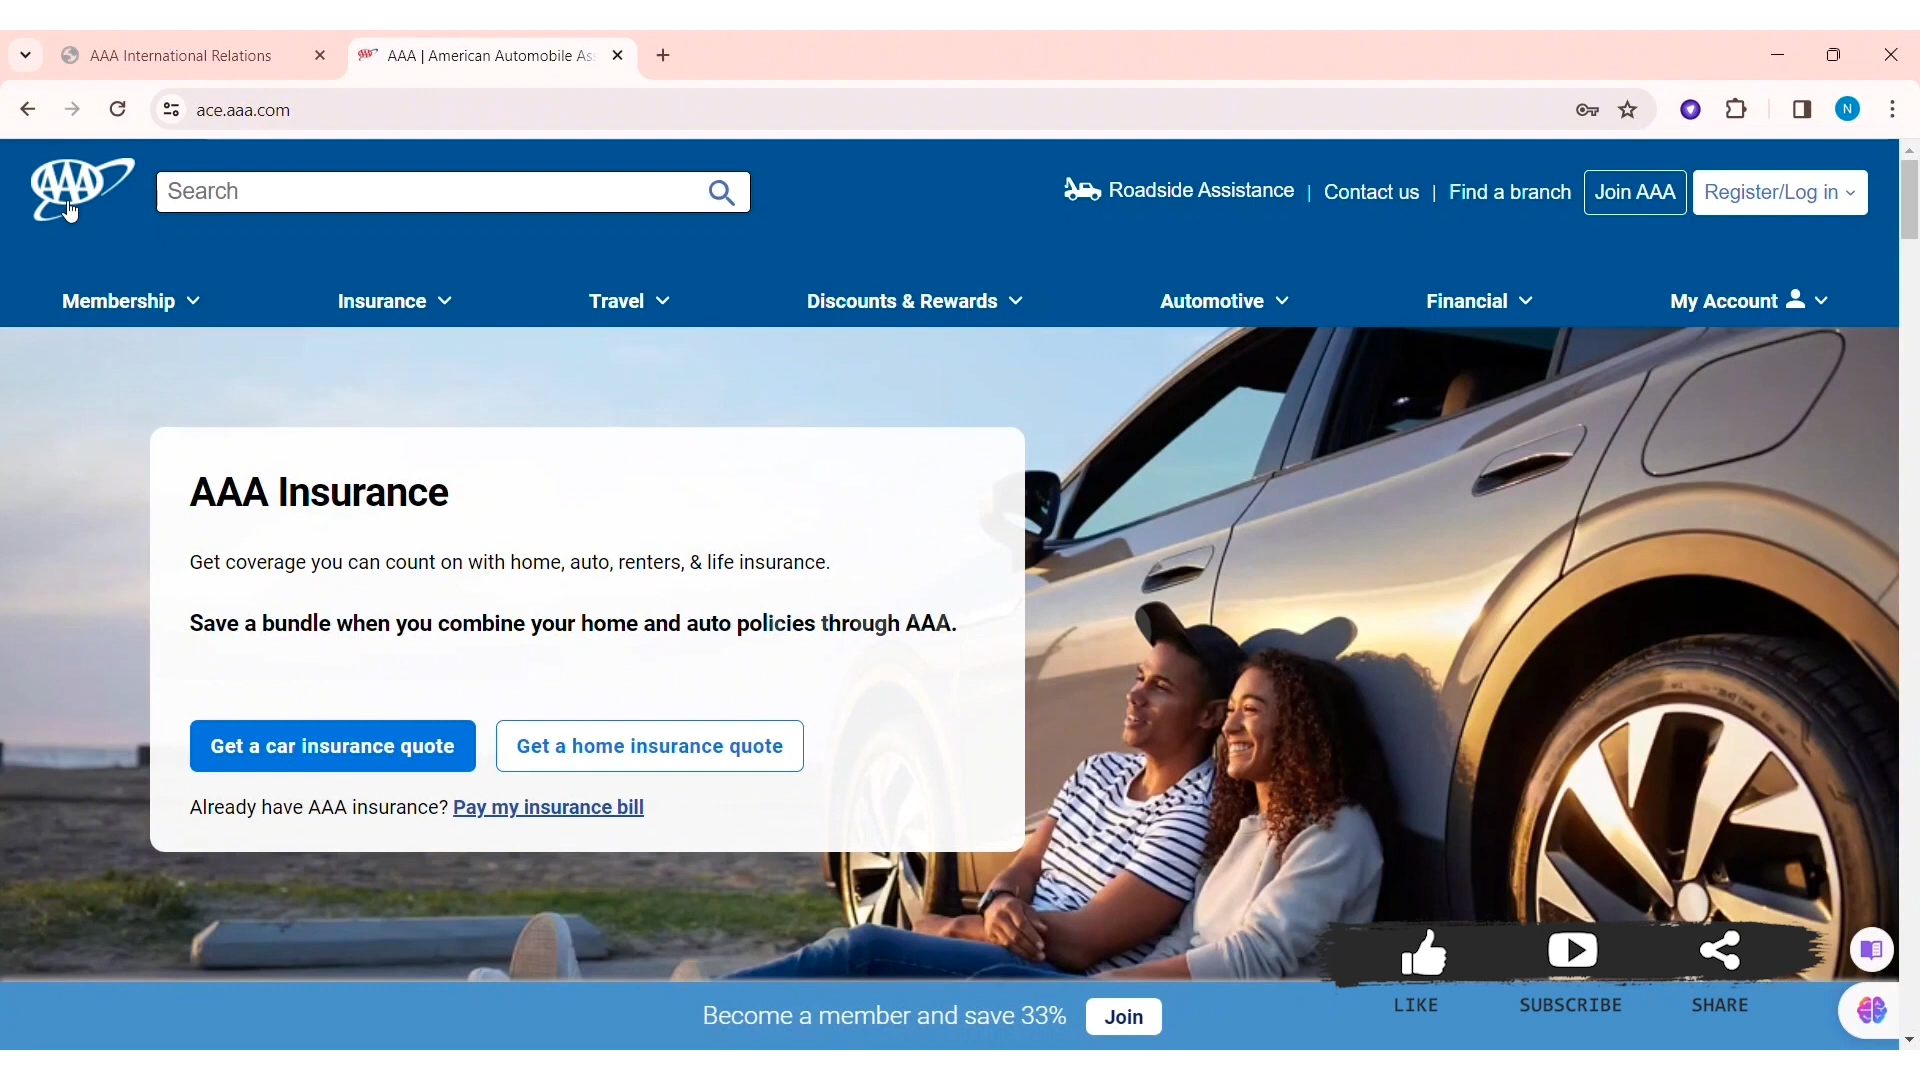 AAA International Relations
AAA | American Automobile As
ace.aaa.com
N
AAA
Search
Roadside Assistance | Contact us | Find a branch
Join AAA
Register/Log in
Membership
Insurance
Travel
Discounts & Rewards
Automotive
Financial
My Account
AAA Insurance
Get coverage you can count on with home, auto, renters, & life insurance.
Save a bundle when you combine your home and auto policies through AAA.
Get a car insurance quote
Get a home insurance quote
Already have AAA insurance? Pay my insurance bill
LIKE
SUBSCRIBE
SHARE
Become a member and save 33%
Join